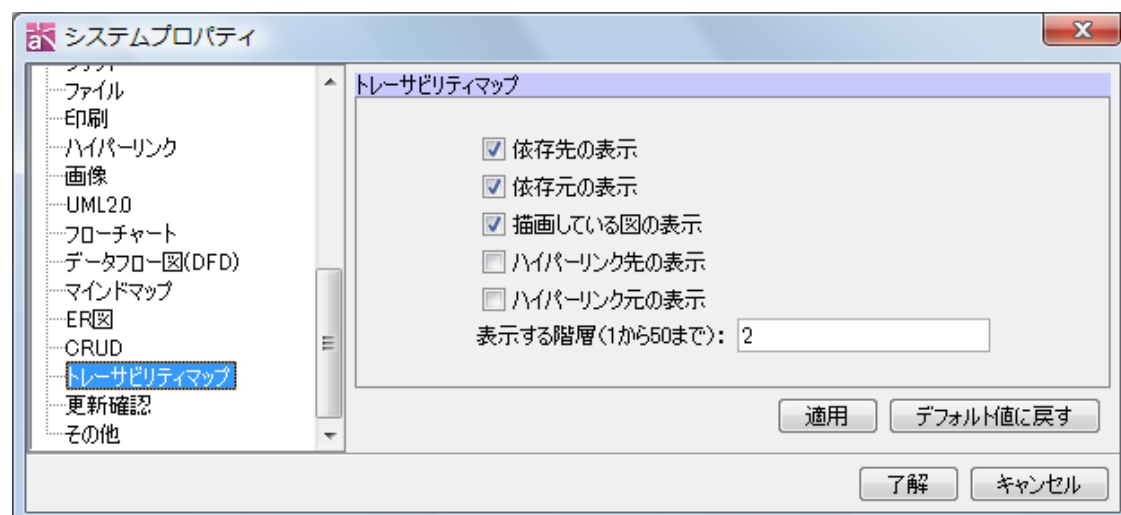 システムプロパティ
ファイル
印刷
ハイパーリンク
画像
UML2.0
フローチャート
データフロー図(DFD)
マインドマップ
ER図
CRUD
トレーサビリティマップ
更新確認
その他
トレーサビリティマップ
依存先の表示
依存元の表示
描画している図の表示
ハイパーリンク先の表示
ハイパーリンク元の表示
表示する階層(1から50まで): 2
適用 デフォルト値に戻す
了解 キャンセル